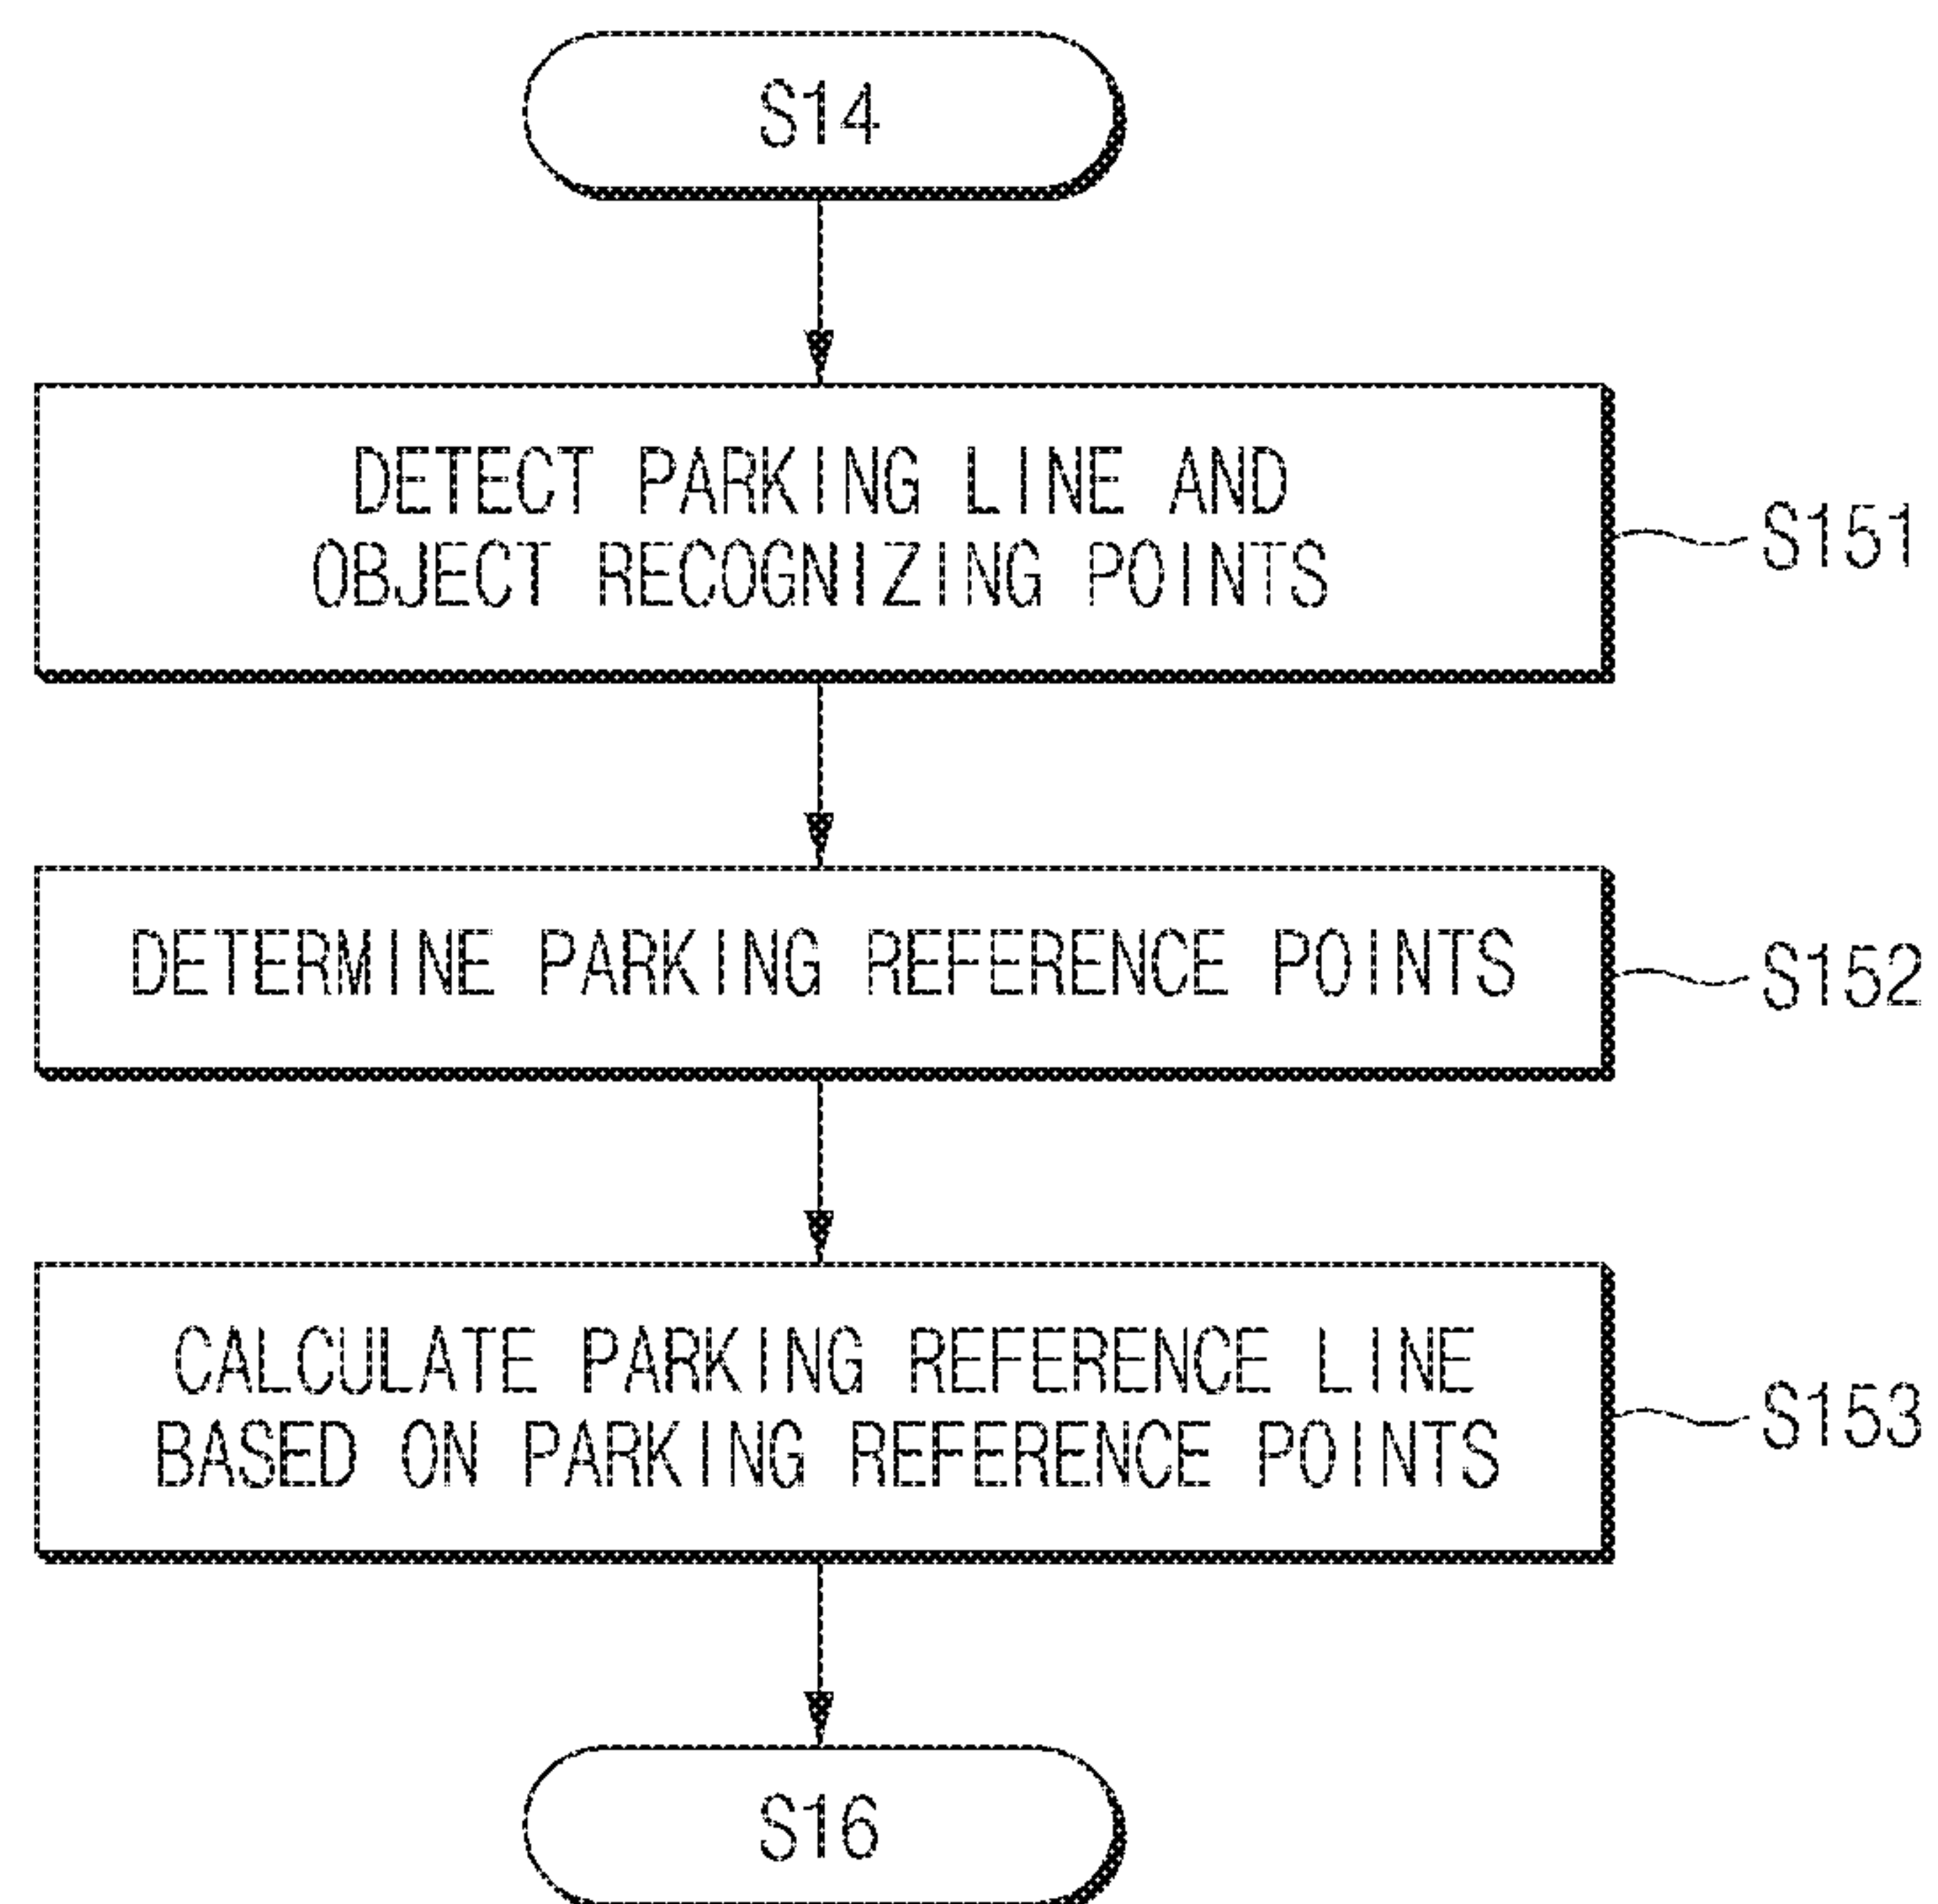 S14
DETECT PARKING LINE AND
OBJECT RECOGNIZING POINTS
S151
DETERMINE PARKING REFERENCE POINTS
S152
CALCULATE PARKING REFERENCE LINE
BASED ON PARKING REFERENCE POINTS
S153
S16